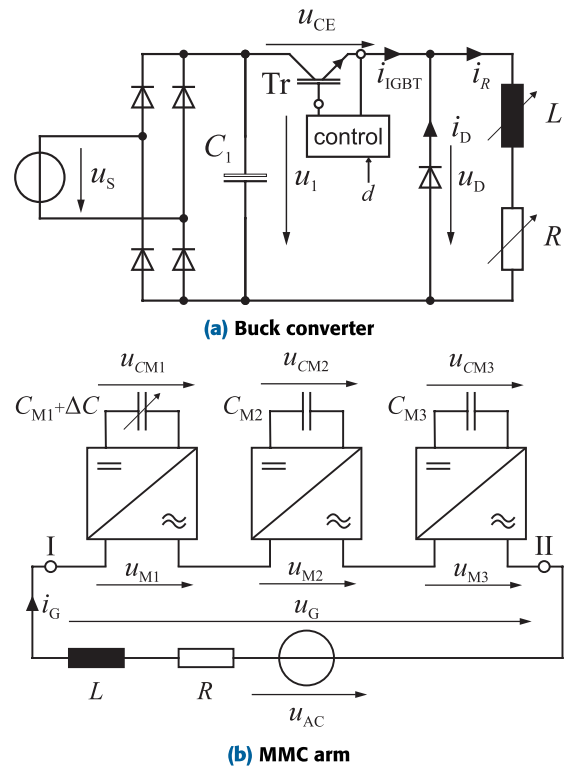 u_CE
Tr
i_IGBT
i_R
L
control
C_1
u_S
u_1
d
i_D
u_D
R
(a) Buck converter
u_CM1
u_CM2
u_CM3
C_M1+ΔC
C_M2
C_M3
I
II
u_M1
u_M2
u_M3
i_G
u_G
L
R
u_AC
(b) MMC arm